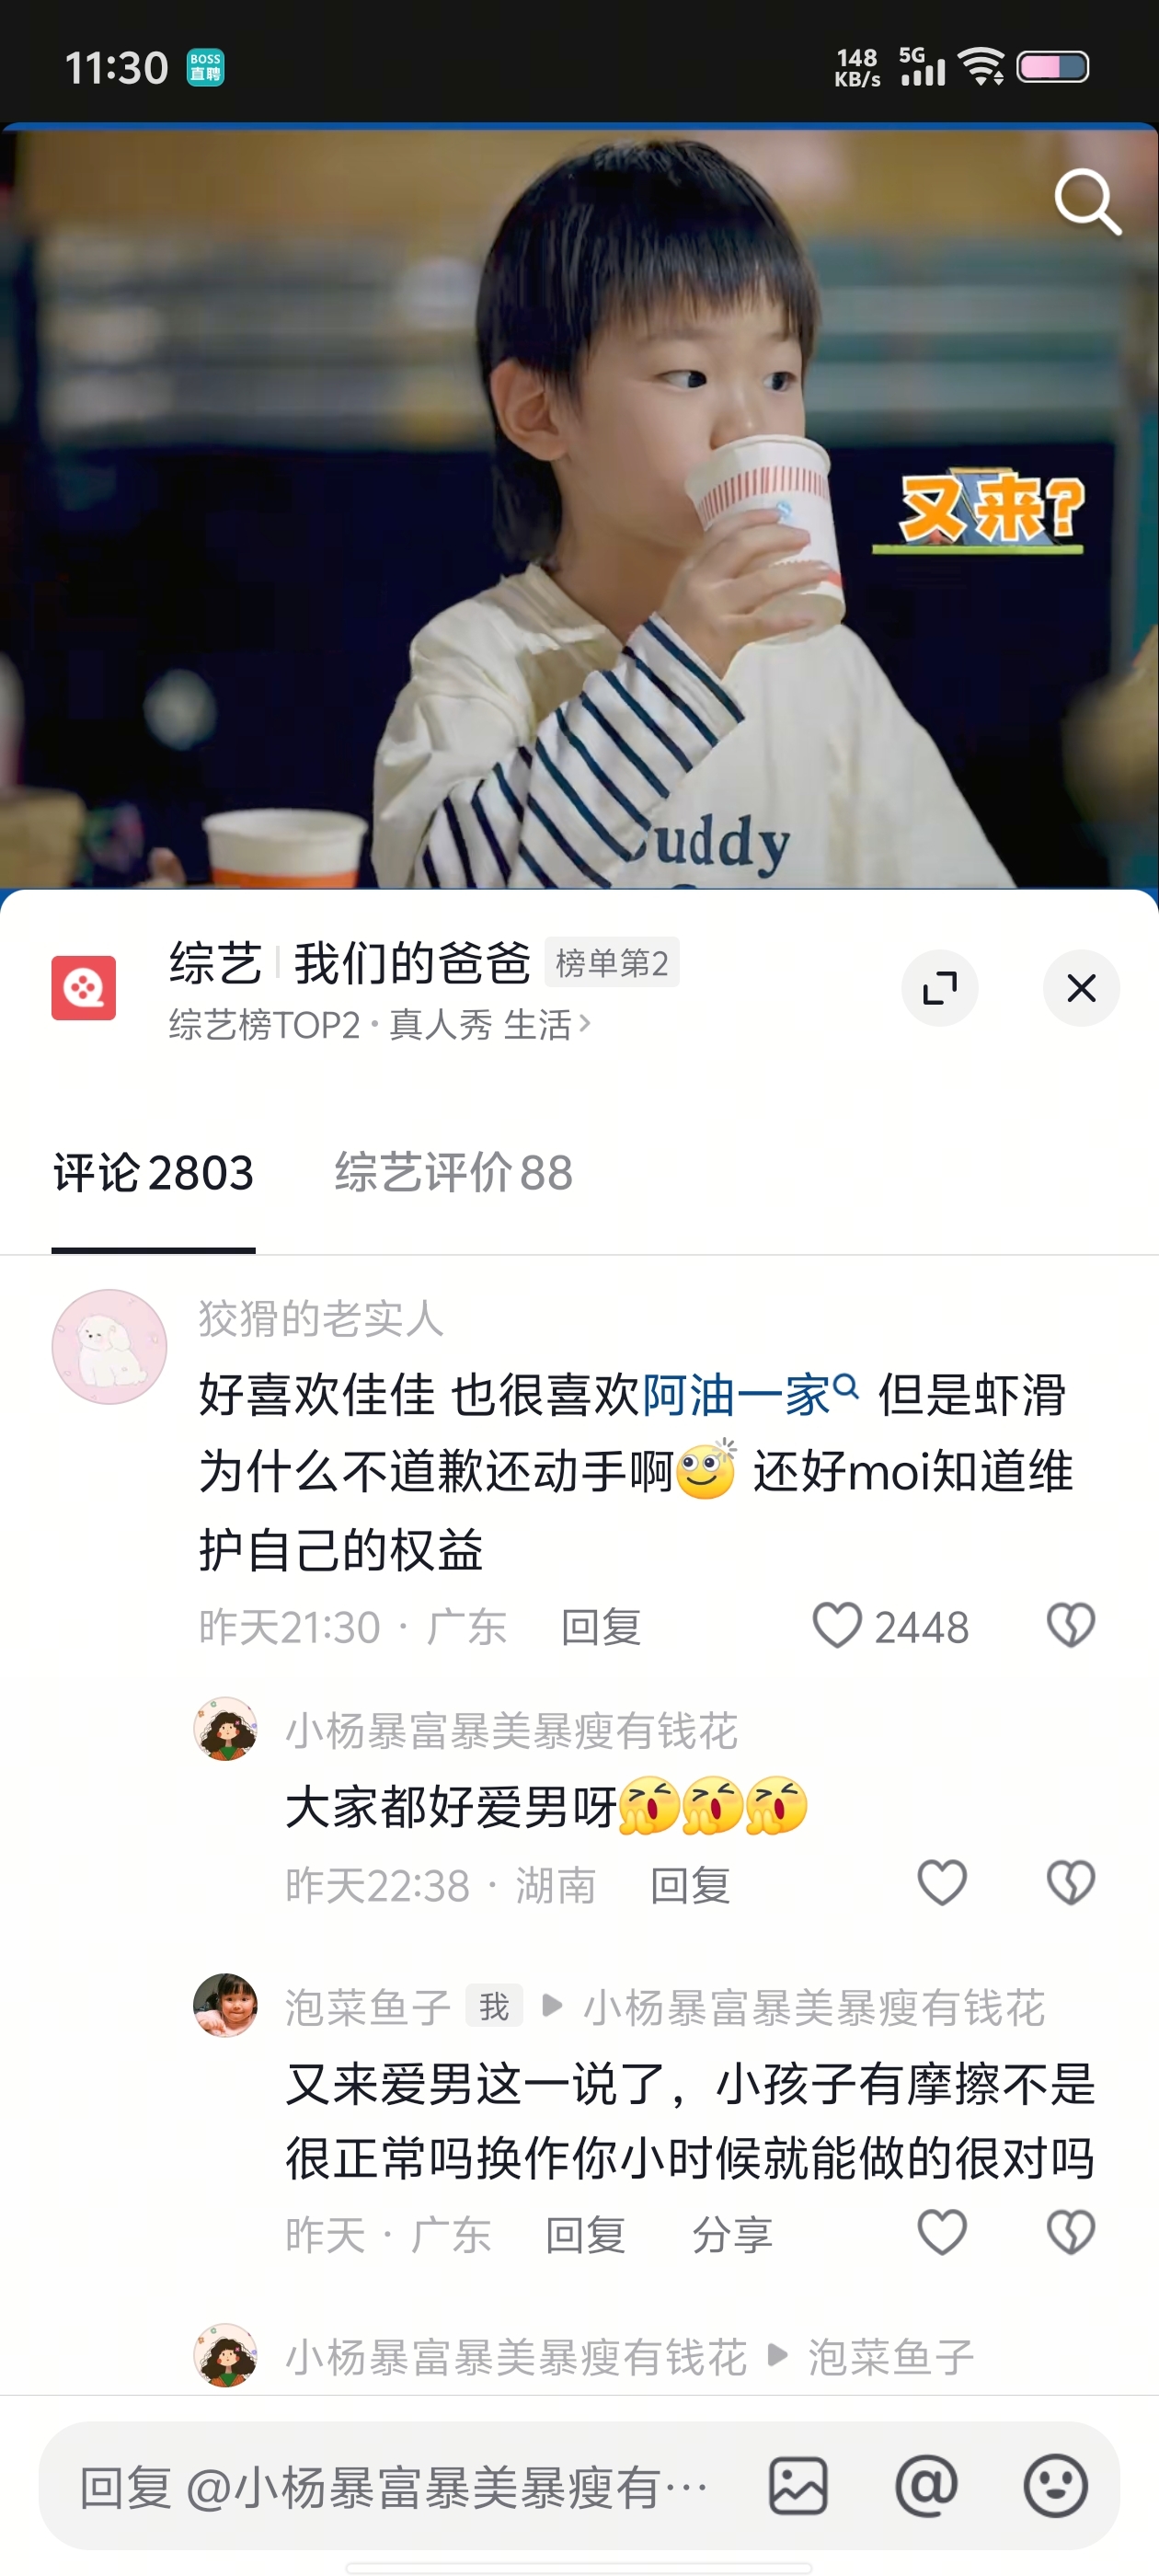 11:30
BOSS
直聘
148
KB/s
5G
又来?
uddy
综艺 | 我们的爸爸 榜单第2
综艺榜TOP2 · 真人秀 生活 >
评论2803 综艺评价88
狡猾的老实人
好喜欢佳佳 也很喜欢阿油一家 但是虾滑
为什么不道歉还动手啊 还好moi知道维
护自己的权益
昨天21:30 · 广东 回复 2448
小杨暴富暴美暴瘦有钱花
大家都好爱男呀
昨天22:38 · 湖南 回复
泡菜鱼子 我 ▶ 小杨暴富暴美暴瘦有钱花
又来爱男这一说了，小孩子有摩擦不是
很正常吗换作你小时候就能做的很对吗
昨天 · 广东 回复 分享
小杨暴富暴美暴瘦有钱花 ▶ 泡菜鱼子
回复 @小杨暴富暴美暴瘦有…